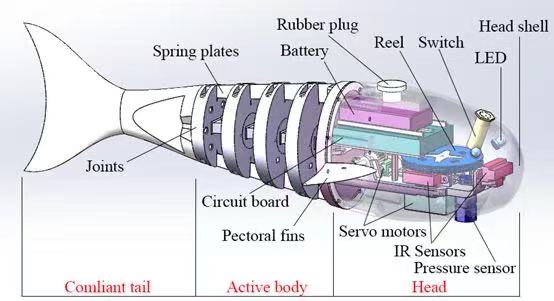 Rubber plug
Head shell
Spring plates
Battery
Reel
Switch
LED
Joints
Circuit board
Pectoral fins
Servo motors
IR Sensors
Pressure sensor
Comliant tail
Active body
Head